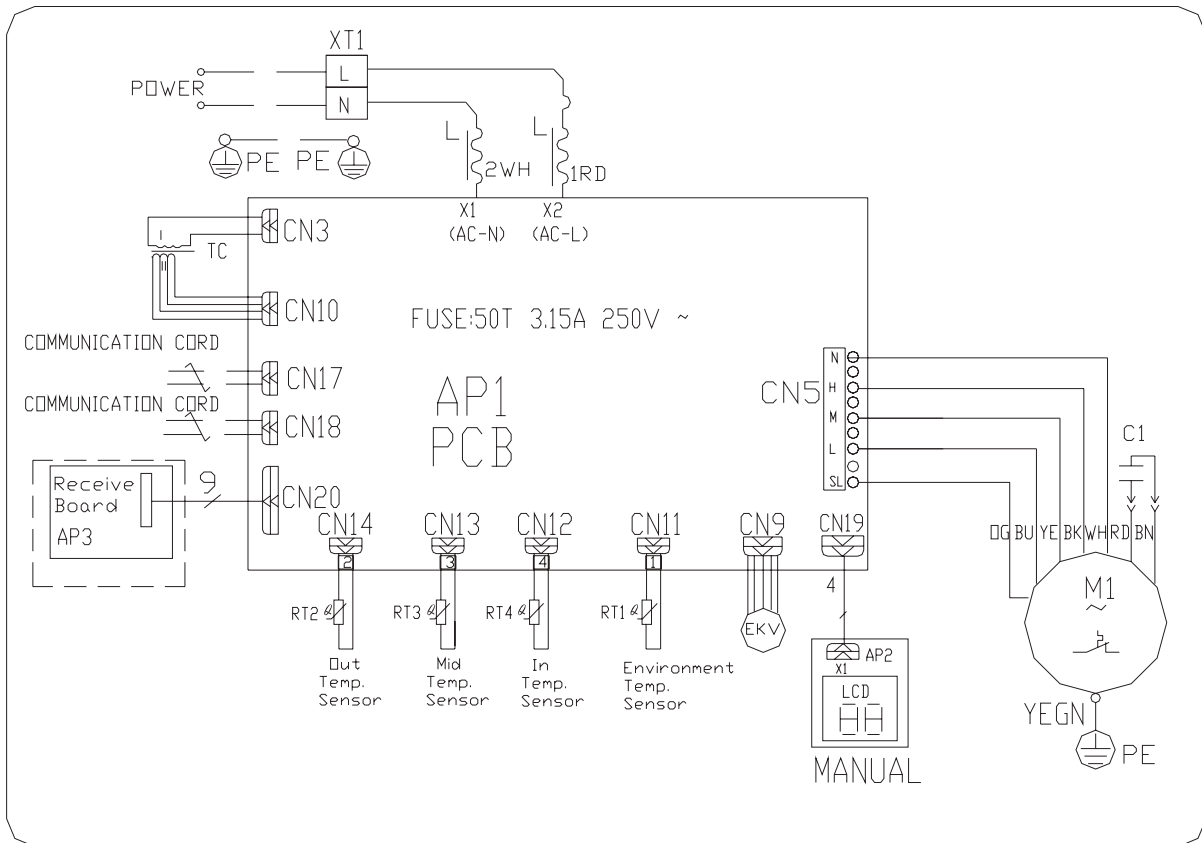 XT1
L
POWER
N
PE PE
L
2WH
L
1RD
X1
(AC-N)
X2
(AC-L)
CN3
I
TC
II
CN10
FUSE:50T 3.15A 250V ~
COMMUNICATION CORD
CN17
COMMUNICATION CORD
CN18
AP1
PCB
CN5
N
H
M
L
SL
C1
Receive
Board
AP3
9
CN20
CN14
CN13
CN12
CN11
CN9
CN19
2
3
4
1
4
OG BU YE BK WH RD BN
RT2
RT3
RT4
RT1
EKV
M1
~
Out
Temp.
Sensor
Mid
Temp.
Sensor
In
Temp.
Sensor
Environment
Temp.
Sensor
AP2
X1
LCD
88
MANUAL
YEGN
PE